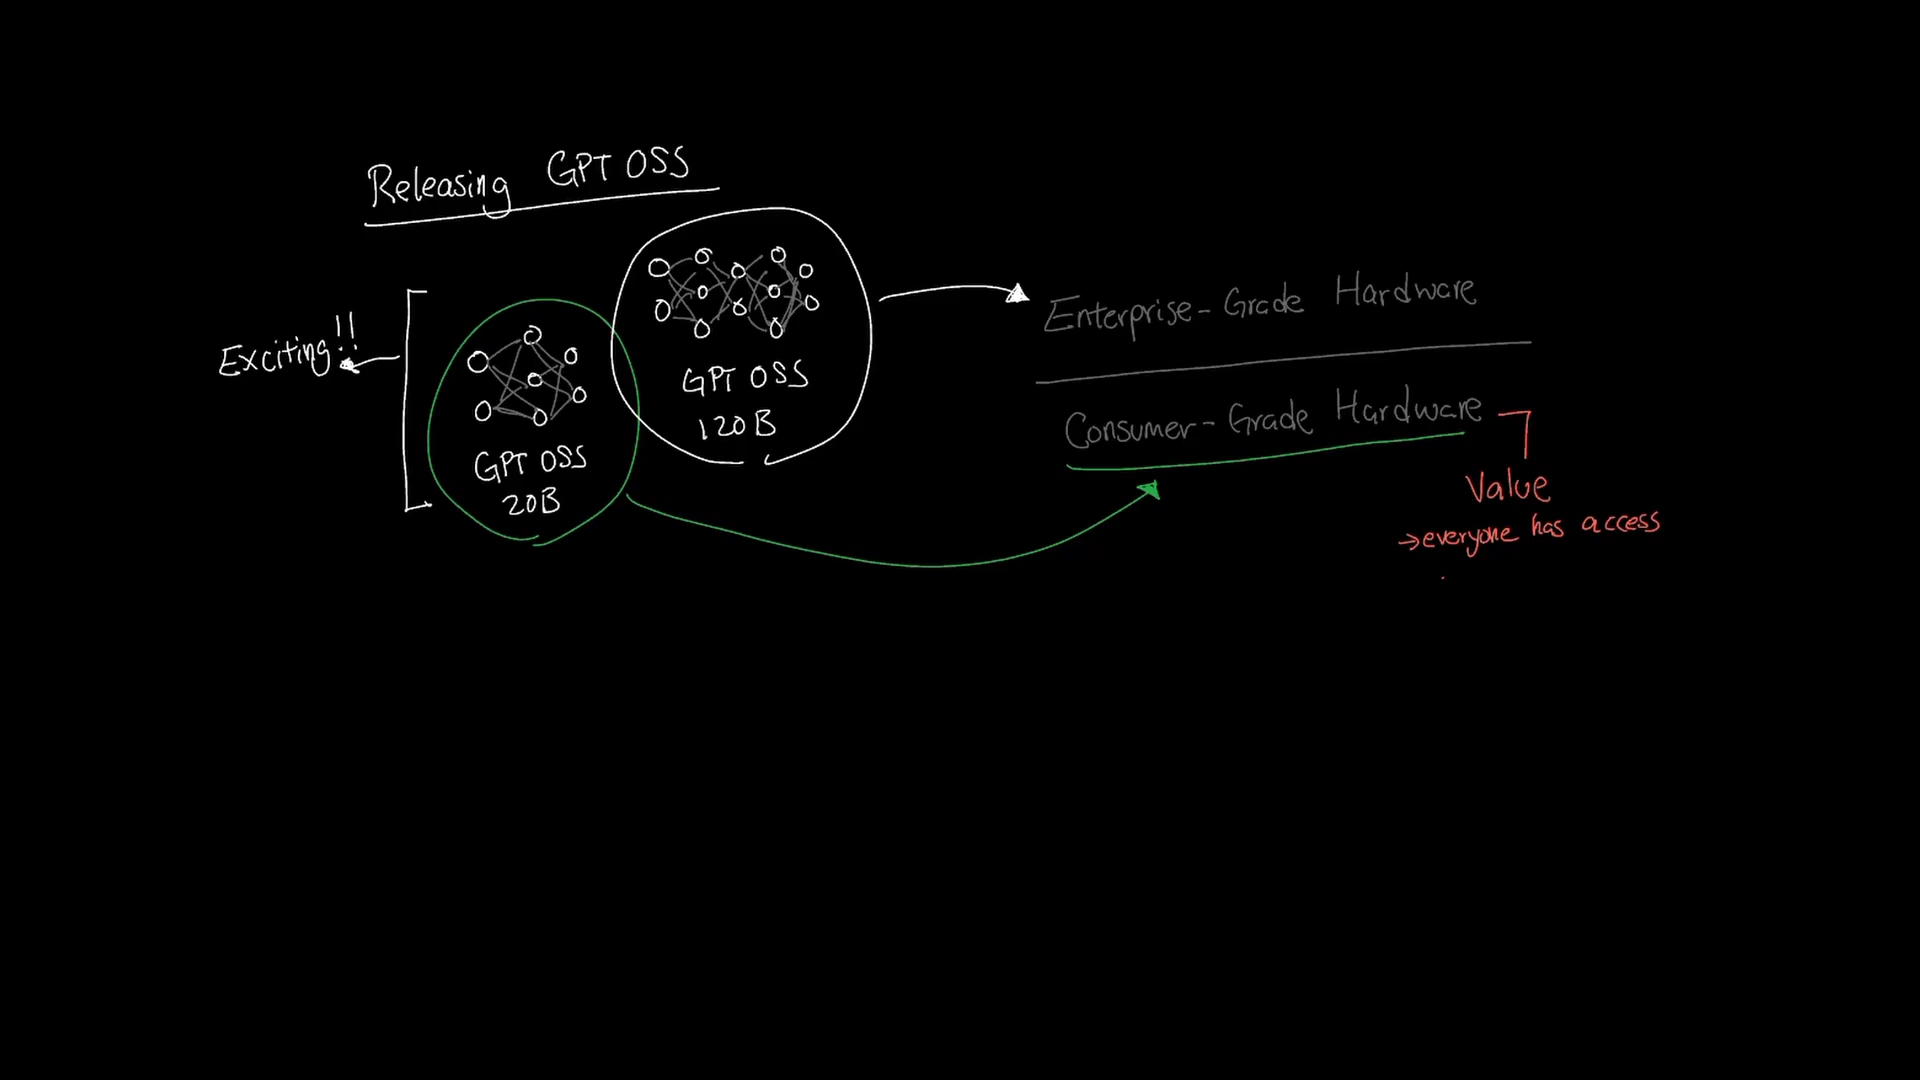 Releasing GPT OSS
Exciting!!
GPT OSS
20B
GPT OSS
120B
Enterprise-Grade Hardware
Consumer-Grade Hardware
Value
→everyone has access